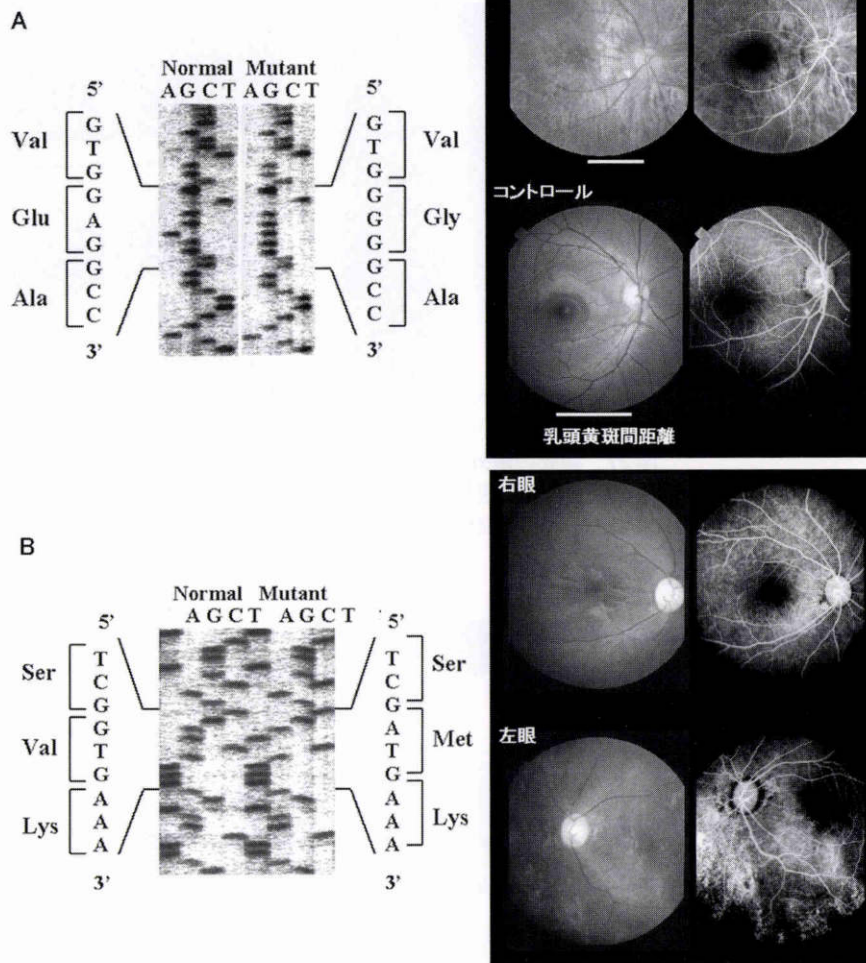 A
Normal Mutant
A G C T A G C T
5'
Val
G
T
G
Glu
G
A
G
Ala
G
C
C
3'
5'
G
T
G
Val
G
G
G
Gly
G
C
C
Ala
3'
コントロール
乳頭黄斑間距離
B
Normal Mutant
A G C T A G C T
5'
Ser
T
C
G
Val
G
T
G
Lys
A
A
A
3'
5'
T
C
G
Ser
A
T
G
Met
A
A
A
Lys
3'
右眼
左眼